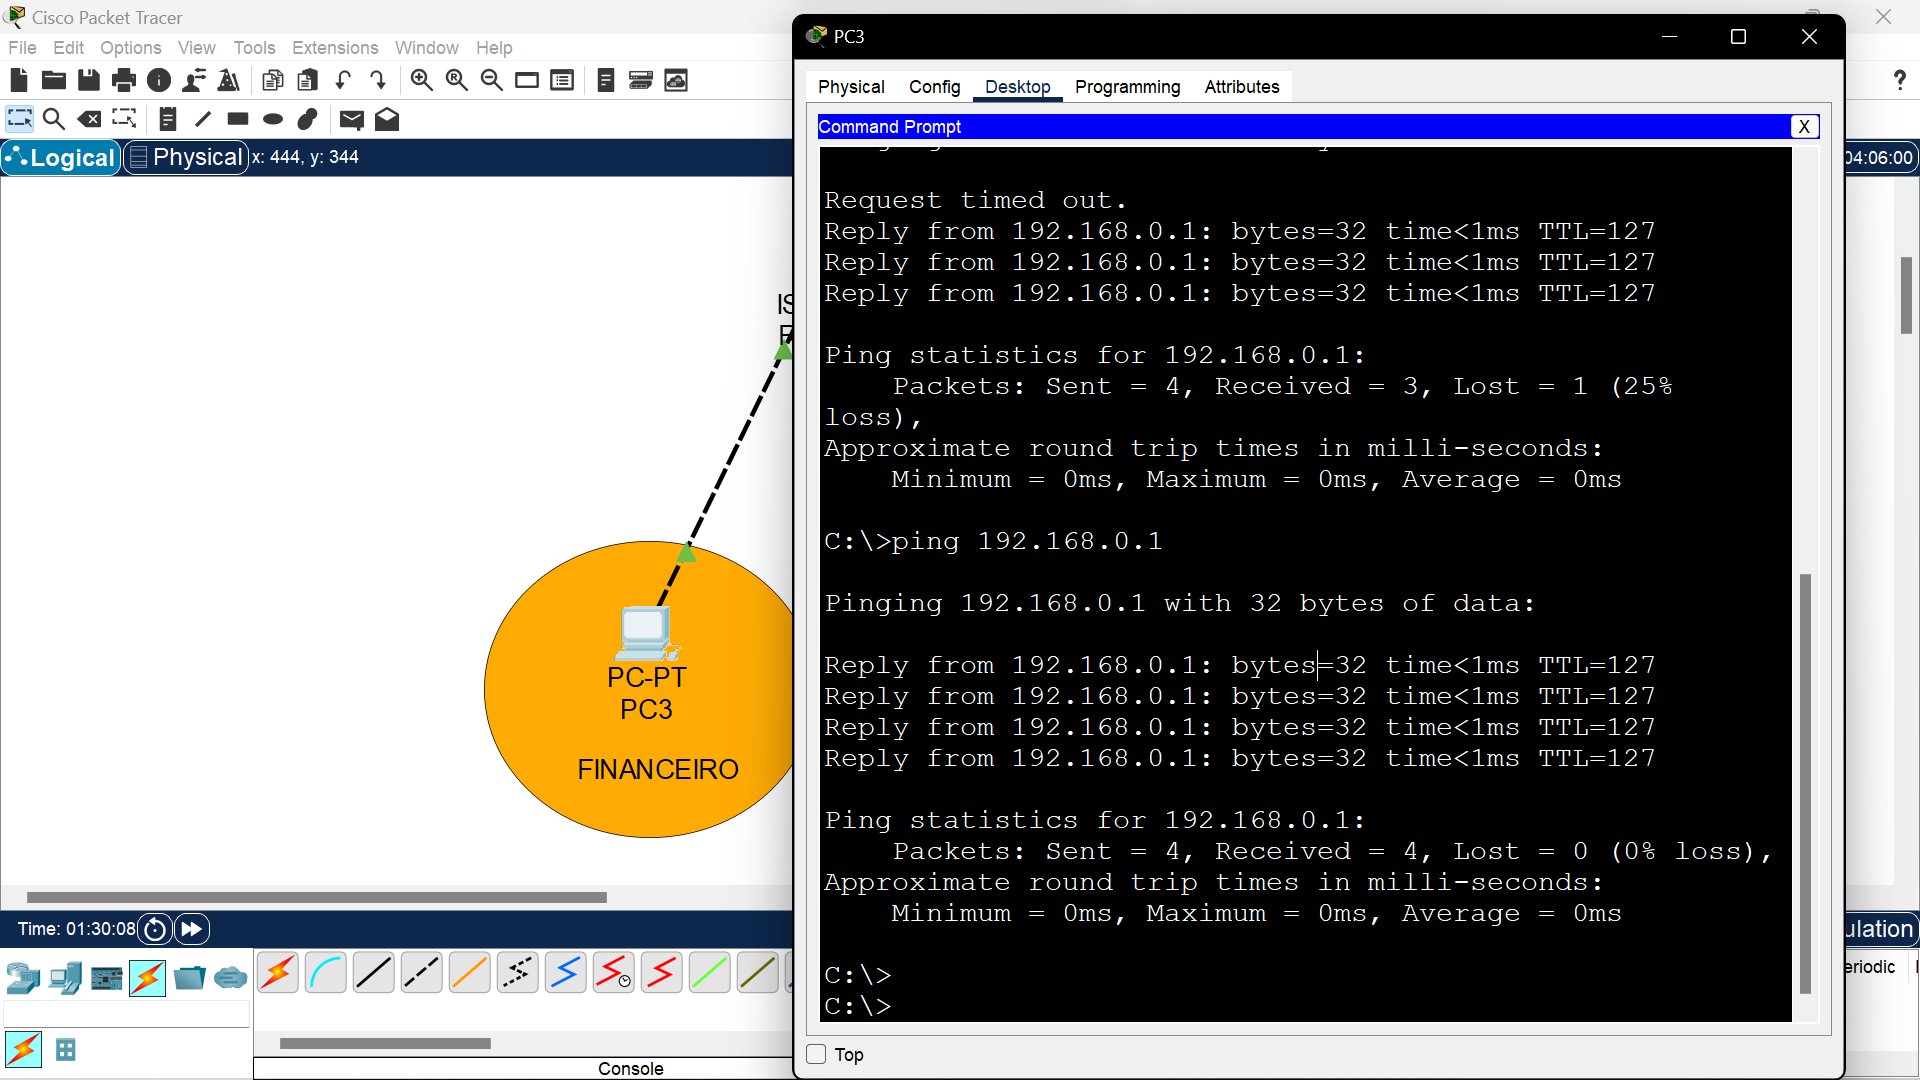 Cisco Packet Tracer
File Edit Options View Tools Extensions Window Help
Logical Physical x: 444, y: 344
04:06:00
PC-PT
PC3
FINANCEIRO
Time: 01:30:08
Console
PC3
Physical Config Desktop Programming Attributes
Command Prompt X
Request timed out.
Reply from 192.168.0.1: bytes=32 time<1ms TTL=127
Reply from 192.168.0.1: bytes=32 time<1ms TTL=127
Reply from 192.168.0.1: bytes=32 time<1ms TTL=127
Ping statistics for 192.168.0.1:
Packets: Sent = 4, Received = 3, Lost = 1 (25%
loss),
Approximate round trip times in milli-seconds:
Minimum = 0ms, Maximum = 0ms, Average = 0ms
C:\>ping 192.168.0.1
Pinging 192.168.0.1 with 32 bytes of data:
Reply from 192.168.0.1: bytes=32 time<1ms TTL=127
Reply from 192.168.0.1: bytes=32 time<1ms TTL=127
Reply from 192.168.0.1: bytes=32 time<1ms TTL=127
Reply from 192.168.0.1: bytes=32 time<1ms TTL=127
Ping statistics for 192.168.0.1:
Packets: Sent = 4, Received = 4, Lost = 0 (0% loss),
Approximate round trip times in milli-seconds:
Minimum = 0ms, Maximum = 0ms, Average = 0ms
C:\>
C:\>
Top